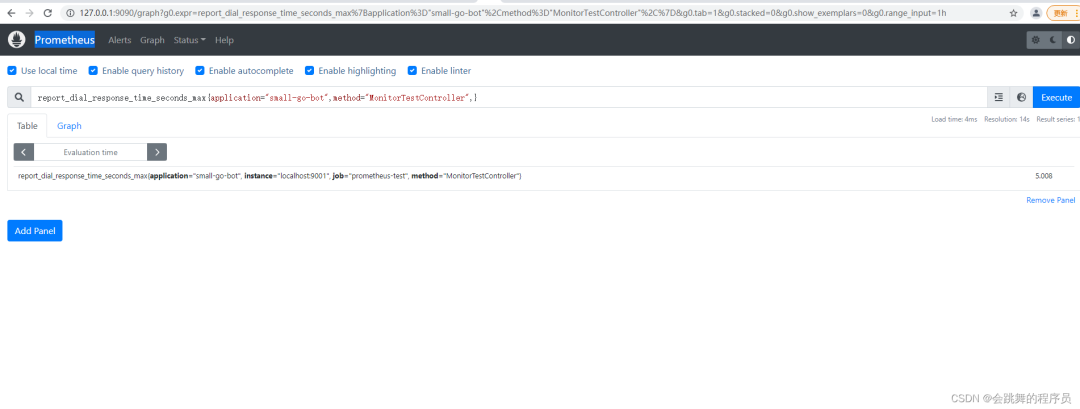 127.0.0.1:9090/graph?g0.expr=report_dial_response_time_seconds_max%7Bapplication%3D"small-go-bot"%2Cmethod%3D"MonitorTestController"%2C%7D&g0.tab=1&g0.stacked=0&g0.show_exemplars=0&g0.range_input=1h 更新
Prometheus Alerts Graph Status Help
Use local time Enable query history Enable autocomplete Enable highlighting Enable linter
report_dial_response_time_seconds_max{application="small-go-bot",method="MonitorTestController",} Execute
Load time: 4ms Resolution: 14s Result series: 1
Table Graph
Evaluation time
report_dial_response_time_seconds_max{application="small-go-bot", instance="localhost:9001", job="prometheus-test", method="MonitorTestController"} 5.008
Remove Panel
Add Panel
CSDN @会跳舞的程序员